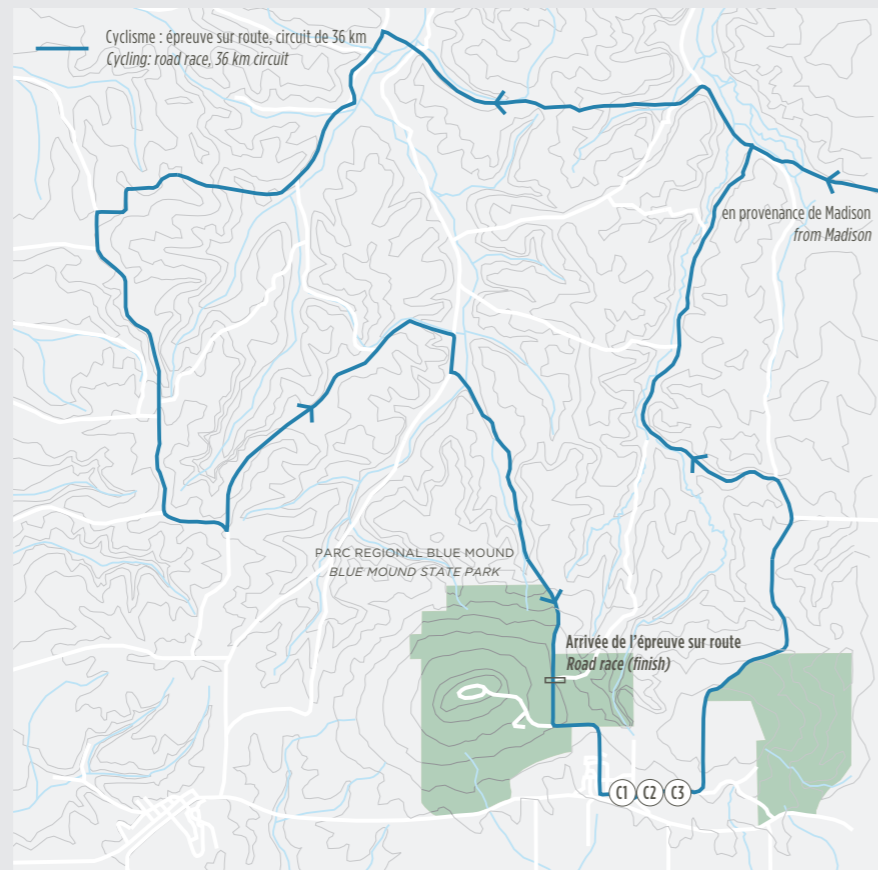 Cyclisme : épreuve sur route, circuit de 36 km
Cycling: road race, 36 km circuit
en provenance de Madison
from Madison
PARC REGIONAL BLUE MOUND
BLUE MOUND STATE PARK
Arrivée de l'épreuve sur route
Road race (finish)
C1 C2 C3